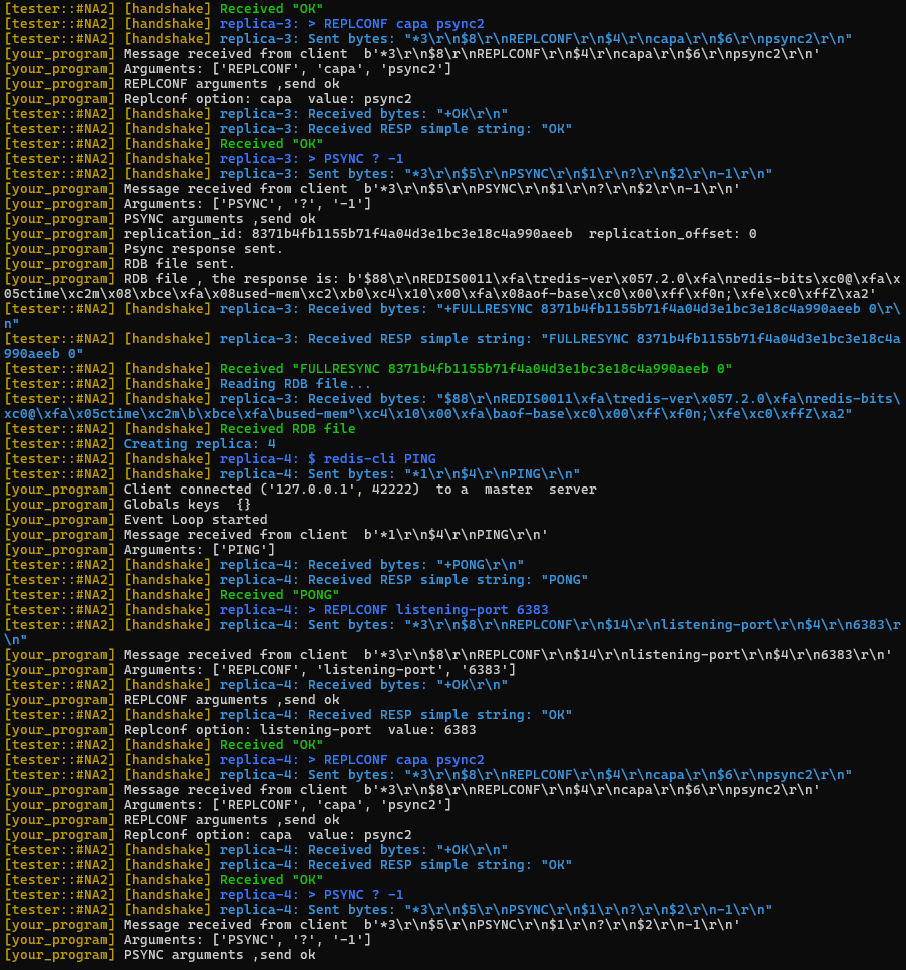 [tester::#NA2] [handshake] Received "OK"
[tester::#NA2] [handshake] replica-3: > REPLCONF capa psync2
[tester::#NA2] [handshake] replica-3: Sent bytes: "*3\r\n$8\r\nREPLCONF\r\n$4\r\ncapa\r\n$6\r\npsync2\r\n"
[your_program] Message received from client  b'*3\r\n$8\r\nREPLCONF\r\n$4\r\ncapa\r\n$6\r\npsync2\r\n'
[your_program] Arguments: ['REPLCONF', 'capa', 'psync2']
[your_program] REPLCONF arguments ,send ok
[your_program] Replconf option: capa  value: psync2
[tester::#NA2] [handshake] replica-3: Received bytes: "+OK\r\n"
[tester::#NA2] [handshake] replica-3: Received RESP simple string: "OK"
[tester::#NA2] [handshake] Received "OK"
[tester::#NA2] [handshake] replica-3: > PSYNC ? -1
[tester::#NA2] [handshake] replica-3: Sent bytes: "*3\r\n$5\r\nPSYNC\r\n$1\r\n?\r\n$2\r\n-1\r\n"
[your_program] Message received from client  b'*3\r\n$5\r\nPSYNC\r\n$1\r\n?\r\n$2\r\n-1\r\n'
[your_program] Arguments: ['PSYNC', '?', '-1']
[your_program] PSYNC arguments ,send ok
[your_program] replication_id: 8371b4fb1155b71f4a04d3e1bc3e18c4a990aeeb  replication_offset: 0
[your_program] Psync response sent.
[your_program] RDB file sent.
[your_program] RDB file , the response is: b'$88\r\nREDIS0011\xfa\tredis-ver\x057.2.0\xfa\nredis-bits\xc0@\xfa\x
05ctime\xc2m\x08\xbce\xfa\x08used-mem\xc2\xb0\xc4\x10\x00\xfa\x08aof-base\xc0\x00\xff\xf0n;\xfe\xc0\xffZ\xa2'
[tester::#NA2] [handshake] replica-3: Received bytes: "+FULLRESYNC 8371b4fb1155b71f4a04d3e1bc3e18c4a990aeeb 0\r\
n"
[tester::#NA2] [handshake] replica-3: Received RESP simple string: "FULLRESYNC 8371b4fb1155b71f4a04d3e1bc3e18c4a
990aeeb 0"
[tester::#NA2] [handshake] Received "FULLRESYNC 8371b4fb1155b71f4a04d3e1bc3e18c4a990aeeb 0"
[tester::#NA2] [handshake] Reading RDB file...
[tester::#NA2] [handshake] replica-3: Received bytes: "$88\r\nREDIS0011\xfa\tredis-ver\x057.2.0\xfa\nredis-bits\
xc0@\xfa\x05ctime\xc2m\b\xbce\xfa\bused-mem°\xc4\x10\x00\xfa\baof-base\xc0\x00\xff\xf0n;\xfe\xc0\xffZ\xa2"
[tester::#NA2] [handshake] Received RDB file
[tester::#NA2] Creating replica: 4
[tester::#NA2] [handshake] replica-4: $ redis-cli PING
[tester::#NA2] [handshake] replica-4: Sent bytes: "*1\r\n$4\r\nPING\r\n"
[your_program] Client connected ('127.0.0.1', 42222)  to a  master  server
[your_program] Globals keys  {}
[your_program] Event Loop started
[your_program] Message received from client  b'*1\r\n$4\r\nPING\r\n'
[your_program] Arguments: ['PING']
[tester::#NA2] [handshake] replica-4: Received bytes: "+PONG\r\n"
[tester::#NA2] [handshake] replica-4: Received RESP simple string: "PONG"
[tester::#NA2] [handshake] Received "PONG"
[tester::#NA2] [handshake] replica-4: > REPLCONF listening-port 6383
[tester::#NA2] [handshake] replica-4: Sent bytes: "*3\r\n$8\r\nREPLCONF\r\n$14\r\nlistening-port\r\n$4\r\n6383\r
\n"
[your_program] Message received from client  b'*3\r\n$8\r\nREPLCONF\r\n$14\r\nlistening-port\r\n$4\r\n6383\r\n'
[your_program] Arguments: ['REPLCONF', 'listening-port', '6383']
[tester::#NA2] [handshake] replica-4: Received bytes: "+OK\r\n"
[your_program] REPLCONF arguments ,send ok
[tester::#NA2] [handshake] replica-4: Received RESP simple string: "OK"
[your_program] Replconf option: listening-port  value: 6383
[tester::#NA2] [handshake] Received "OK"
[tester::#NA2] [handshake] replica-4: > REPLCONF capa psync2
[tester::#NA2] [handshake] replica-4: Sent bytes: "*3\r\n$8\r\nREPLCONF\r\n$4\r\ncapa\r\n$6\r\npsync2\r\n"
[your_program] Message received from client  b'*3\r\n$8\r\nREPLCONF\r\n$4\r\ncapa\r\n$6\r\npsync2\r\n'
[your_program] Arguments: ['REPLCONF', 'capa', 'psync2']
[your_program] REPLCONF arguments ,send ok
[your_program] Replconf option: capa  value: psync2
[tester::#NA2] [handshake] replica-4: Received bytes: "+OK\r\n"
[tester::#NA2] [handshake] replica-4: Received RESP simple string: "OK"
[tester::#NA2] [handshake] Received "OK"
[tester::#NA2] [handshake] replica-4: > PSYNC ? -1
[tester::#NA2] [handshake] replica-4: Sent bytes: "*3\r\n$5\r\nPSYNC\r\n$1\r\n?\r\n$2\r\n-1\r\n"
[your_program] Message received from client  b'*3\r\n$5\r\nPSYNC\r\n$1\r\n?\r\n$2\r\n-1\r\n'
[your_program] Arguments: ['PSYNC', '?', '-1']
[your_program] PSYNC arguments ,send ok